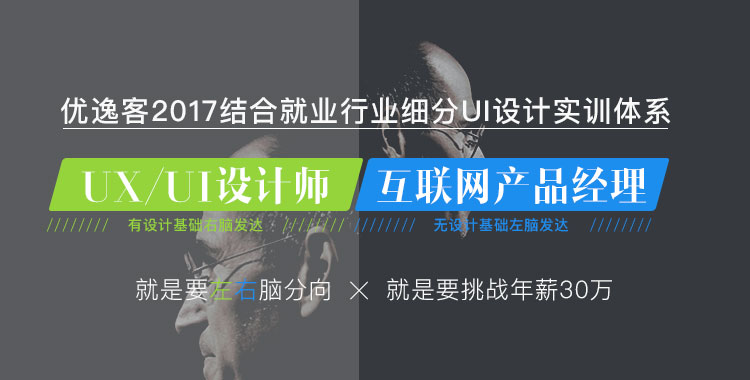 优逸客2017结合就业行业细分UI设计实训体系
UX/UI设计师 互联网产品经理
//////// 有设计基础右脑发达 //////// //////// 无设计基础左脑发达 ////////
就是要左右脑分向 × 就是要挑战年薪30万